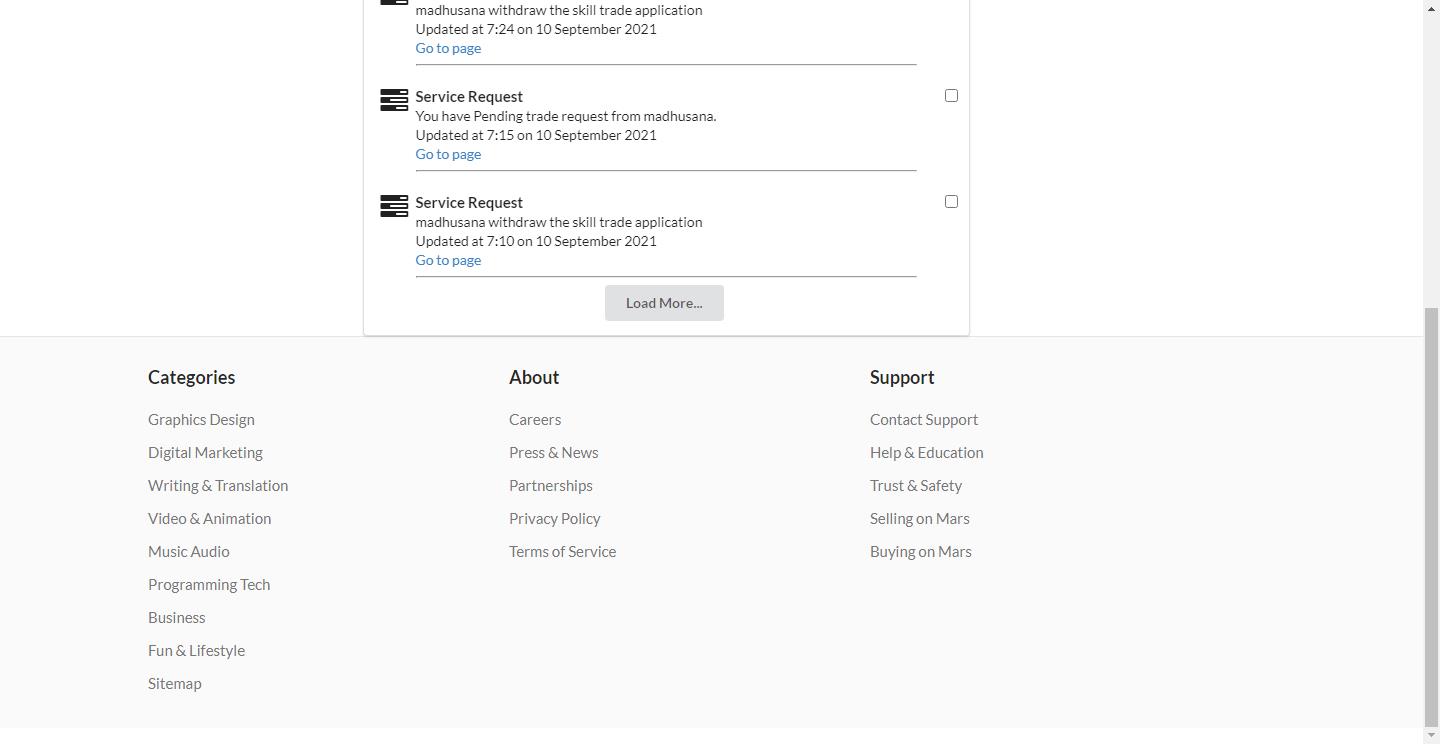 madhusana withdraw the skill trade application
Updated at 7:24 on 10 September 2021
Go to page
Service Request
You have Pending trade request from madhusana.
Updated at 7:15 on 10 September 2021
Go to page
Service Request
madhusana withdraw the skill trade application
Updated at 7:10 on 10 September 2021
Go to page
Load More...
Categories
Graphics Design
Digital Marketing
Writing & Translation
Video & Animation
Music Audio
Programming Tech
Business
Fun & Lifestyle
Sitemap
About
Careers
Press & News
Partnerships
Privacy Policy
Terms of Service
Support
Contact Support
Help & Education
Trust & Safety
Selling on Mars
Buying on Mars